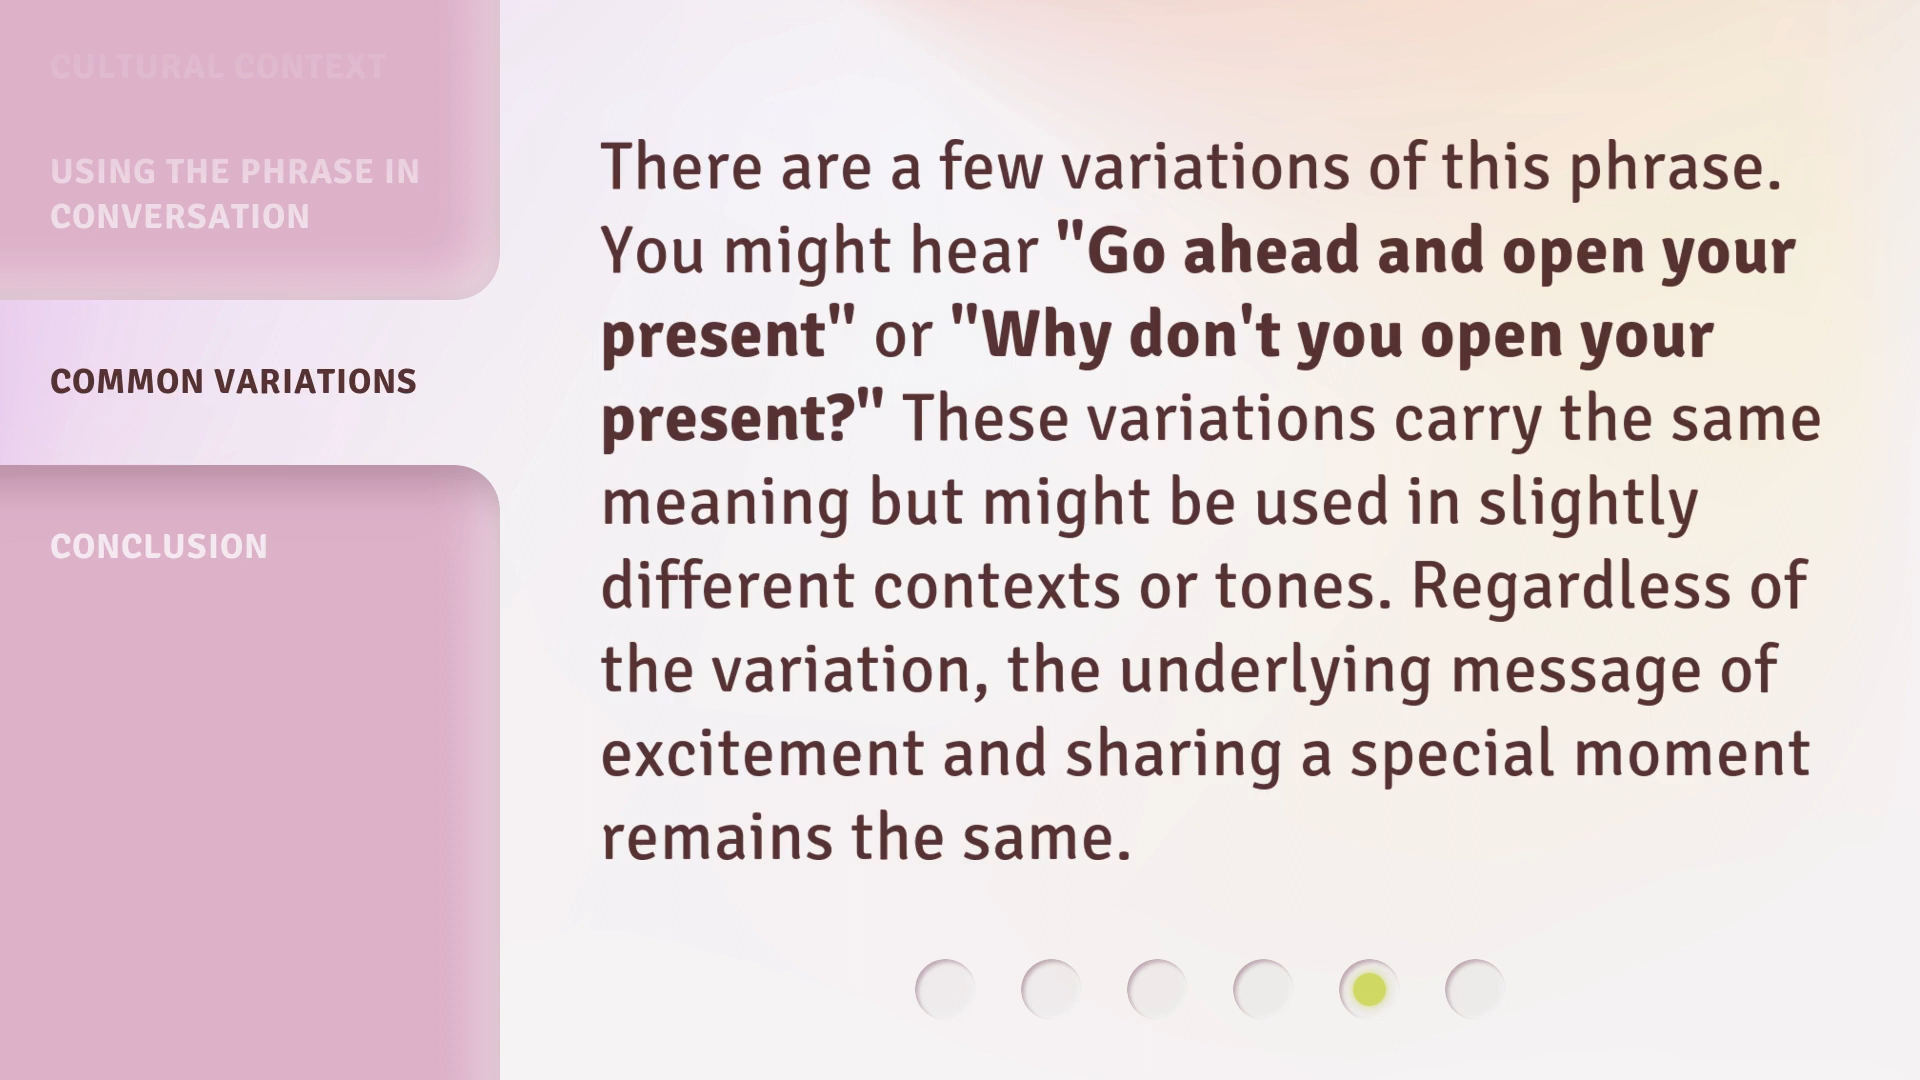 CULTURAL CONTEXT
USING THE PHRASE IN
CONVERSATION
COMMON VARIATIONS
CONCLUSION
There are a few variations of this phrase.
You might hear "Go ahead and open your
present" or "Why don't you open your
present?" These variations carry the same
meaning but might be used in slightly
different contexts or tones. Regardless of
the variation, the underlying message of
excitement and sharing a special moment
remains the same.